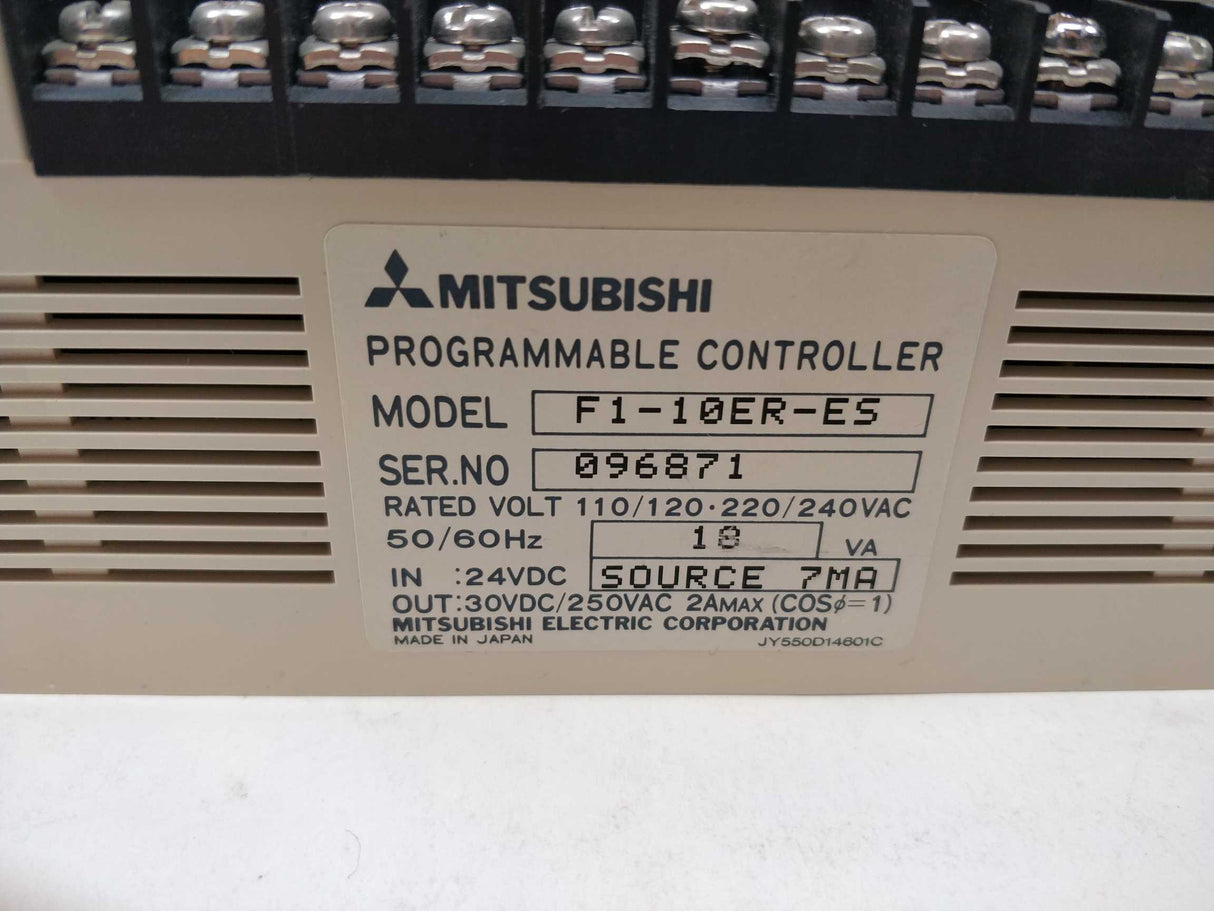 MITSUBISHI
PROGRAMMABLE CONTROLLER
MODEL F1-10ER-ES
SER.NO 096871
RATED VOLT 110/120·220/240VAC
50/60Hz 18 VA
IN :24VDC SOURCE 7MA
OUT:30VDC/250VAC 2AMAX (COSφ=1)
MITSUBISHI ELECTRIC CORPORATION
MADE IN JAPAN JY550D14601C